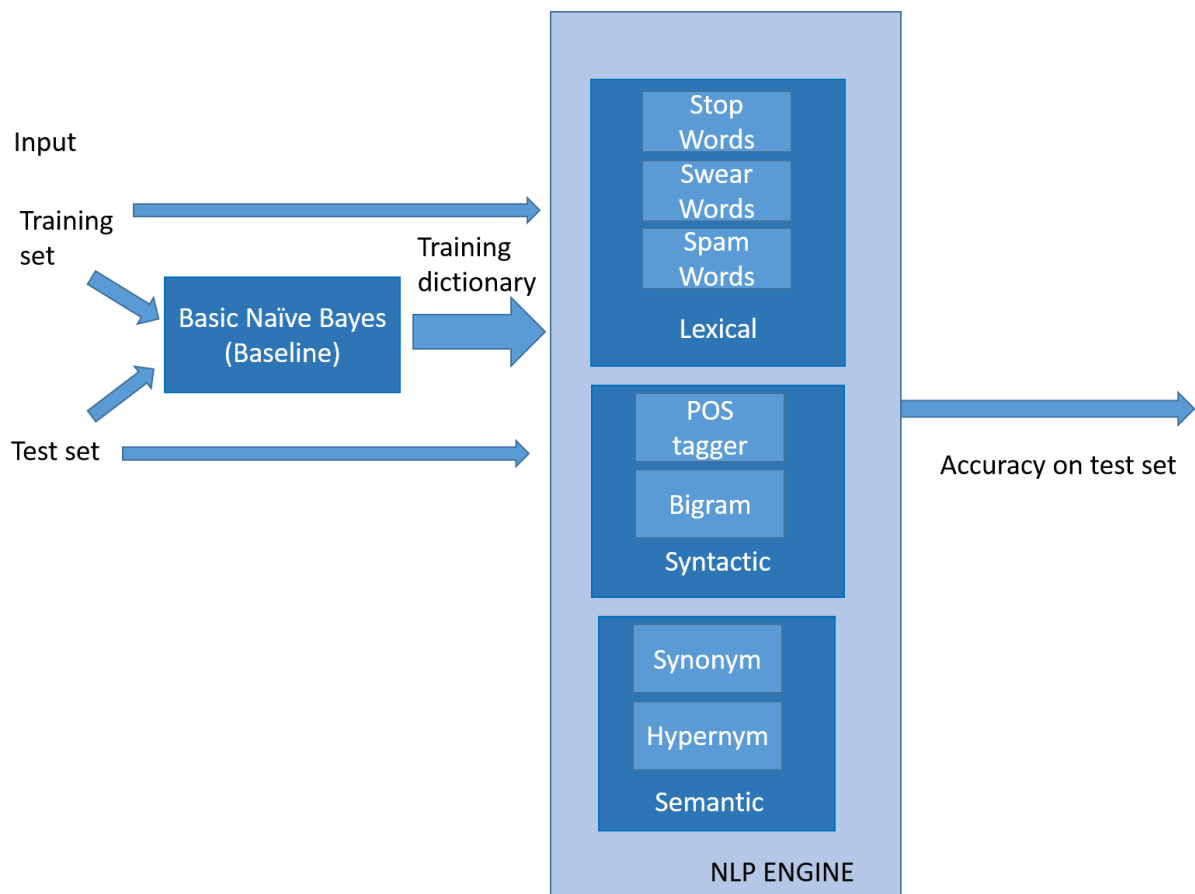 Input
Training
set
Test set
Basic Naïve Bayes
(Baseline)
Training
dictionary
Stop
Words
Swear
Words
Spam
Words
Lexical
POS
tagger
Bigram
Syntactic
Synonym
Hypernym
Semantic
NLP ENGINE
Accuracy on test set